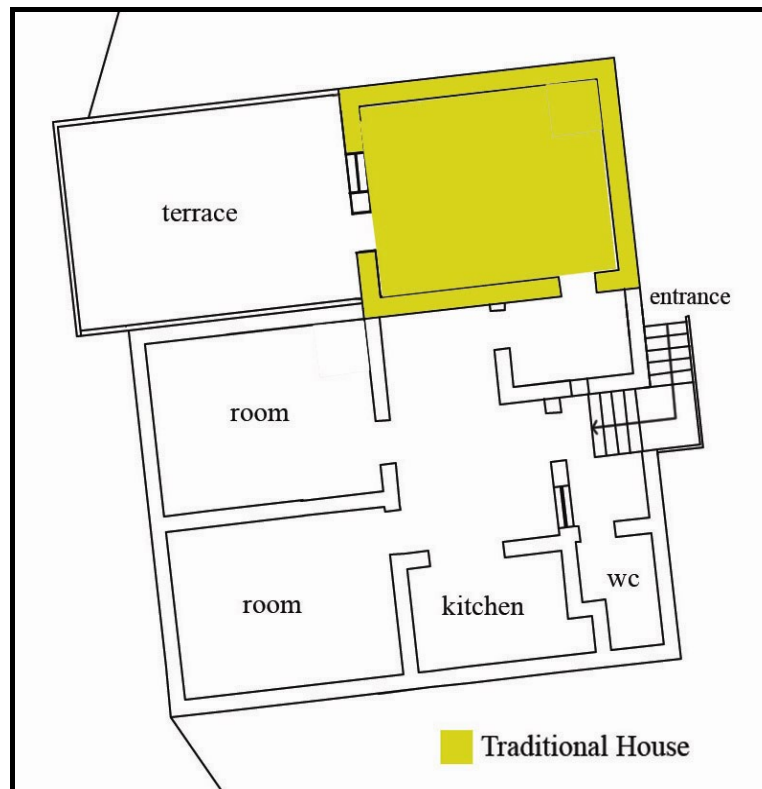 terrace
entrance
room
room
kitchen
wc
Traditional House